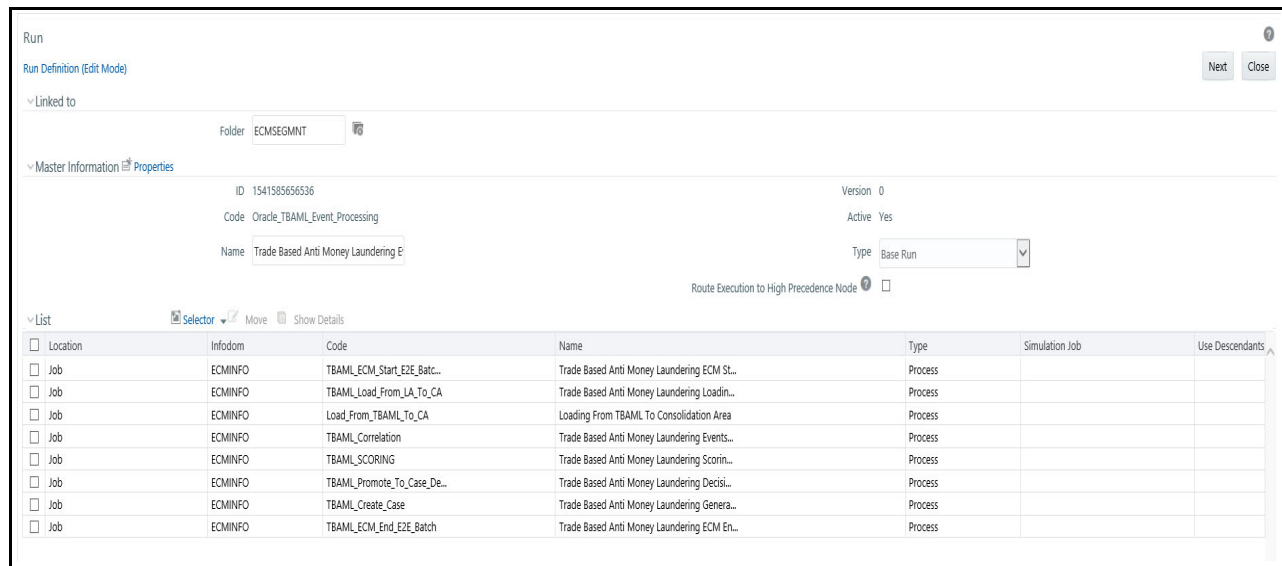 Run
Run Definition (Edit Mode)
Next Close
Linked to
Folder ECMSEGMNT
Master Information Properties
ID 1541585656536 Version 0
Code Oracle_TBAML_Event_Processing Active Yes
Name Trade Based Anti Money Laundering E Type Base Run
Route Execution to High Precedence Node ?
List Selector Move Show Details
Location Infodom Code Name Type Simulation Job Use Descendants
Job ECMINFO TBAML_ECM_Start_E2E_Batc... Trade Based Anti Money Laundering ECM St... Process
Job ECMINFO TBAML_Load_From_LA_To_CA Trade Based Anti Money Laundering Loadin... Process
Job ECMINFO Load_From_TBAML_To_CA Loading From TBAML To Consolidation Area Process
Job ECMINFO TBAML_Correlation Trade Based Anti Money Laundering Events... Process
Job ECMINFO TBAML_SCORING Trade Based Anti Money Laundering Scorin... Process
Job ECMINFO TBAML_Promote_To_Case_De... Trade Based Anti Money Laundering Decisi... Process
Job ECMINFO TBAML_Create_Case Trade Based Anti Money Laundering Genera... Process
Job ECMINFO TBAML_ECM_End_E2E_Batch Trade Based Anti Money Laundering ECM En... Process